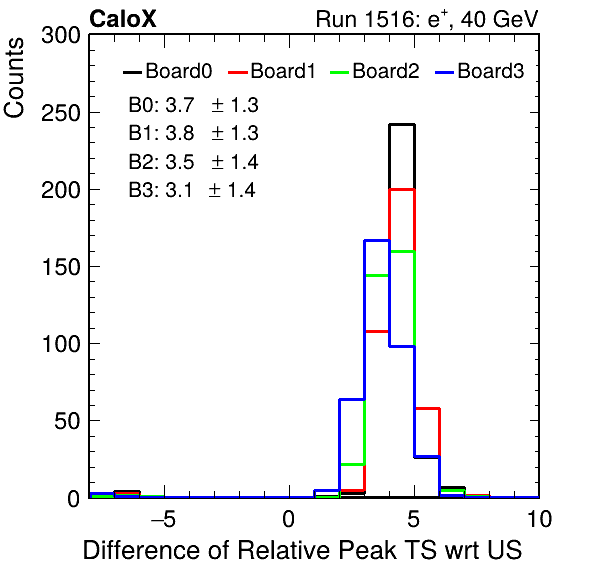 CaloX Run 1516: e+, 40 GeV
Counts
Board0 Board1 Board2 Board3
B0: 3.7 ± 1.3
B1: 3.8 ± 1.3
B2: 3.5 ± 1.4
B3: 3.1 ± 1.4
300
250
200
150
100
50
0
−5 0 5 10
Difference of Relative Peak TS wrt US